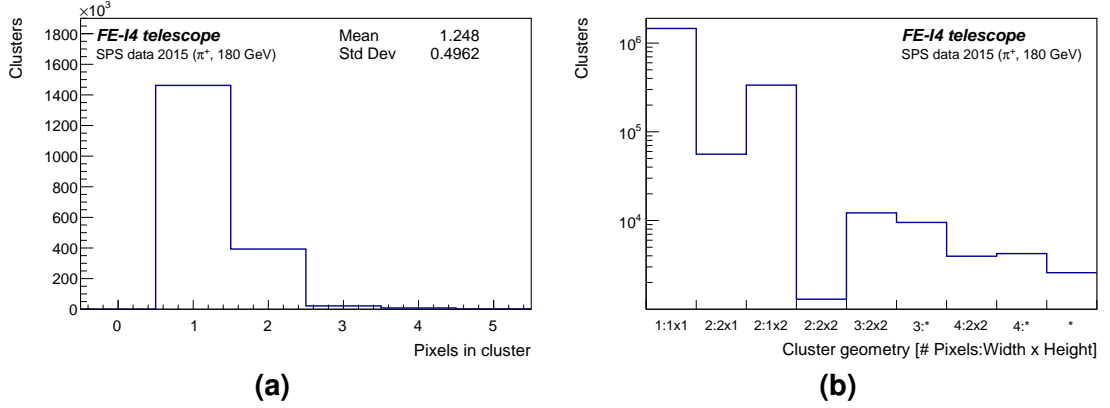 ×10³
Clusters
1800
1600
1400
1200
1000
800
600
400
200
0
FE-I4 telescope
SPS data 2015 (π⁺, 180 GeV)
Mean 1.248
Std Dev 0.4962
0 1 2 3 4 5
Pixels in cluster
(a)
Clusters
10⁶
10⁵
10⁴
FE-I4 telescope
SPS data 2015 (π⁺, 180 GeV)
1:1x1 2:2x1 2:1x2 2:2x2 3:2x2 3:* 4:2x2 4:* *
Cluster geometry [# Pixels:Width x Height]
(b)